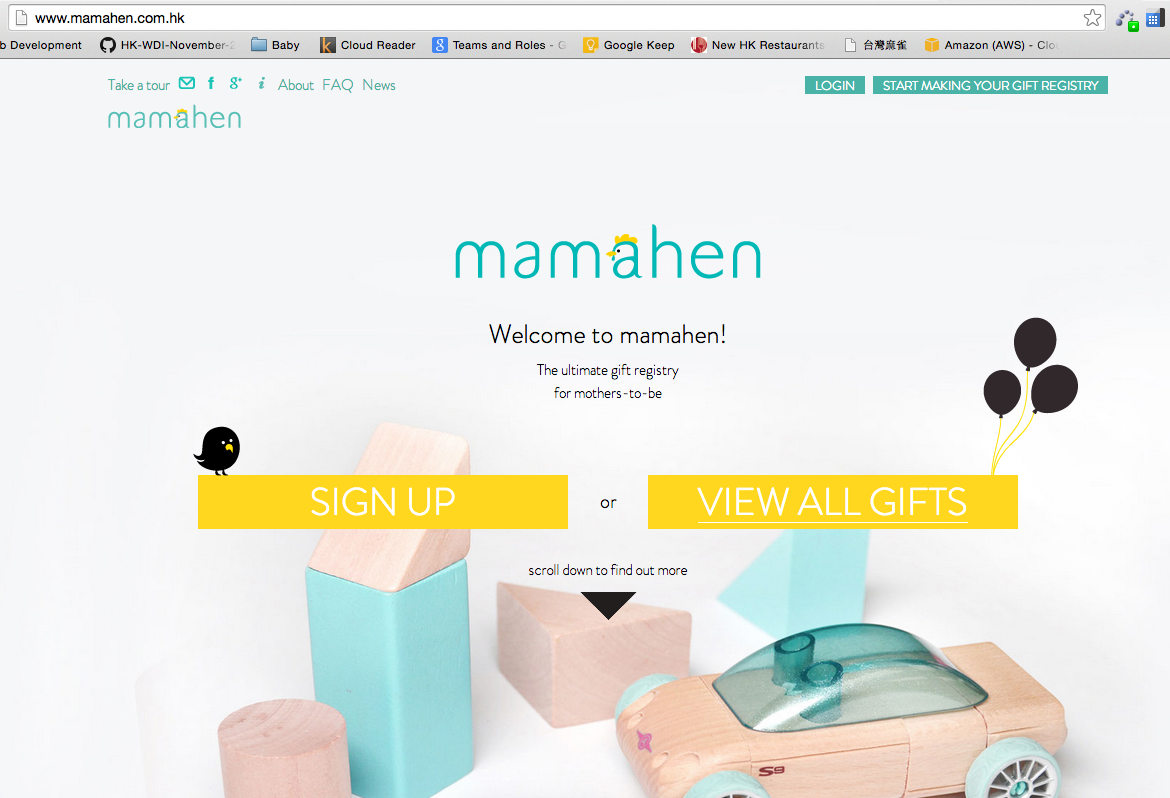 www.mamahen.com.hk
b Development HK-WDI-November-2 Baby Cloud Reader Teams and Roles - G Google Keep New HK Restaurants 台灣麻雀 Amazon (AWS) - Clou
Take a tour f g+ i About FAQ News LOGIN START MAKING YOUR GIFT REGISTRY
mamahen
mamahen
Welcome to mamahen!
The ultimate gift registry
for mothers-to-be
SIGN UP or VIEW ALL GIFTS
scroll down to find out more
S9